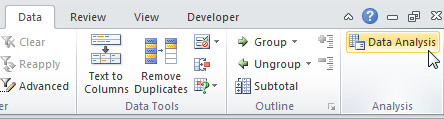 Data Review View Developer
Clear
Reapply
Advanced
Text to
Columns
Remove
Duplicates
Group
Ungroup
Subtotal
Data Analysis
Data Tools
Outline
Analysis